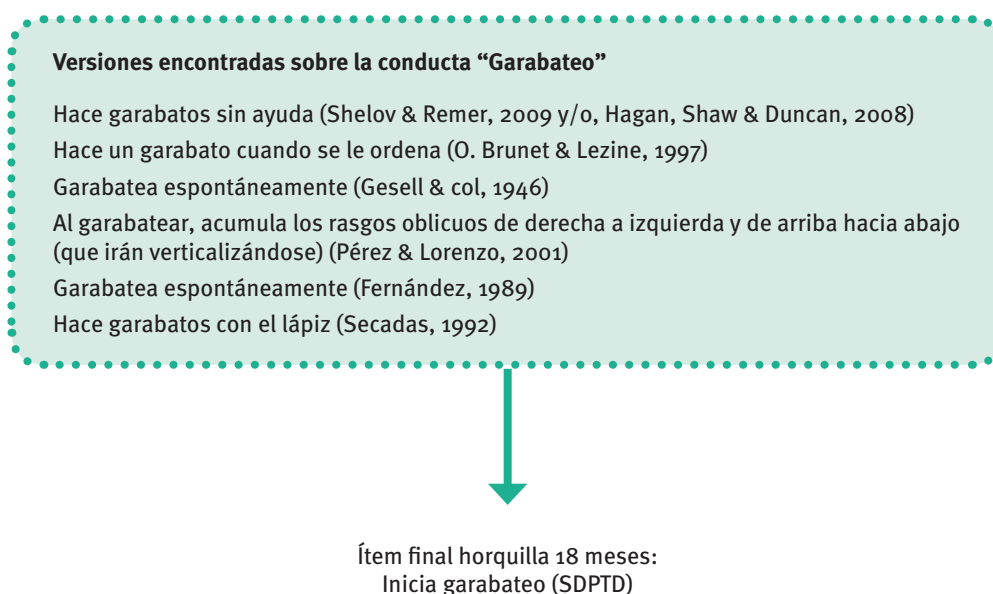 Versiones encontradas sobre la conducta “Garabateo”
Hace garabatos sin ayuda (Shelov & Remer, 2009 y/o, Hagan, Shaw & Duncan, 2008)
Hace un garabato cuando se le ordena (O. Brunet & Lezine, 1997)
Garabatea espontáneamente (Gesell & col, 1946)
Al garabatear, acumula los rasgos oblicuos de derecha a izquierda y de arriba hacia abajo
(que irán verticalizándose) (Pérez & Lorenzo, 2001)
Garabatea espontáneamente (Fernández, 1989)
Hace garabatos con el lápiz (Secadas, 1992)
Ítem final horquilla 18 meses:
Inicia garabateo (SDPTD)